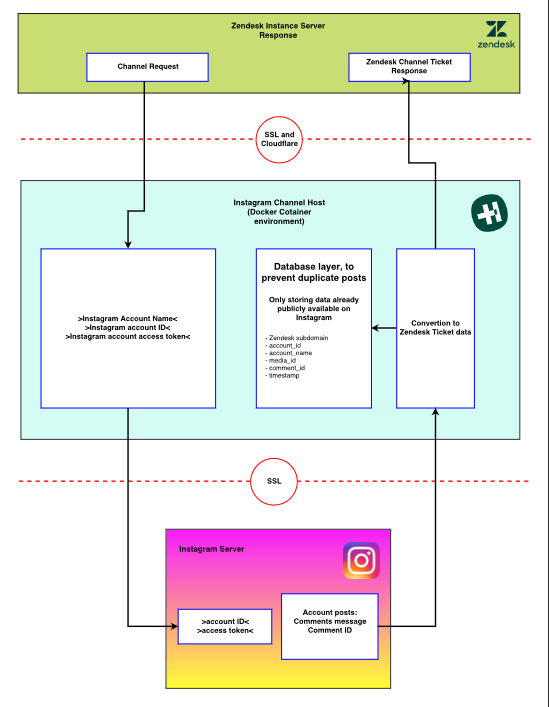 Zendesk Instance Server
Response
zendesk
Channel Request
Zendesk Channel Ticket
Response
SSL and
Cloudflare
Instagram Channel Host
(Docker Cotainer
environment)
>Instagram Account Name<
>Instagram account ID<
>Instagram account access token<
Database layer, to
prevent duplicate posts
Only storing data already
publicly available on
Instagram
- Zendesk subdomain
- account_id
- account_name
- media_id
- comment_id
- timestamp
Convertion to
Zendesk Ticket data
SSL
Instagram Server
>account ID<
>access token<
Account posts:
Comments message
Comment ID